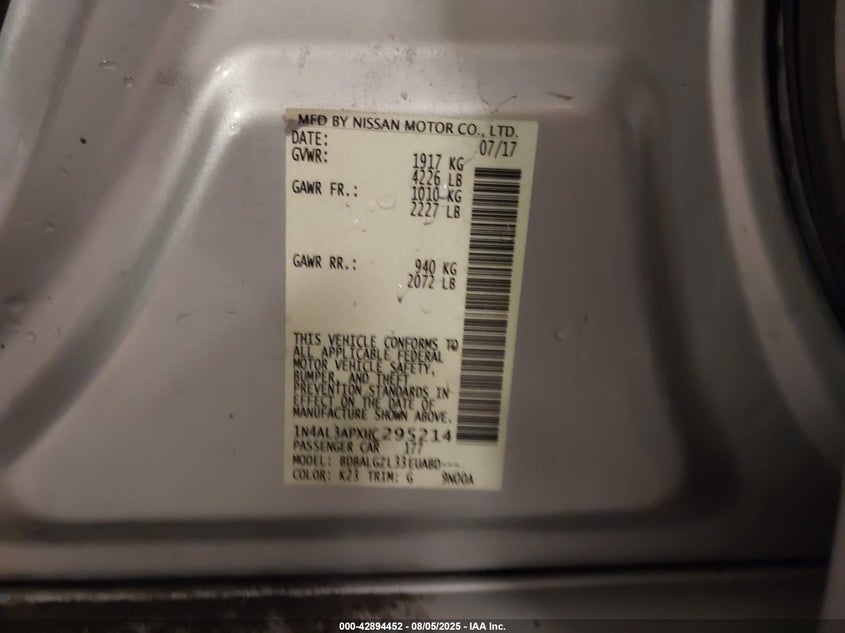 MFD BY NISSAN MOTOR CO., LTD.
DATE: 07/17
GVWR: 1917 KG
4226 LB
GAWR FR.: 1010 KG
2227 LB
GAWR RR.: 940 KG
2072 LB
THIS VEHICLE CONFORMS TO
ALL APPLICABLE FEDERAL
MOTOR VEHICLE SAFETY,
BUMPER, AND THEFT
PREVENTION STANDARDS IN
EFFECT ON THE DATE OF
MANUFACTURE SHOWN ABOVE.
1N4AL3APXHC295214
PASSENGER CAR 177
MODEL: BDBALGZL33EUABD---
COLOR: K23 TRIM: G 9N00A
000-42894452 - 08/05/2025 - IAA Inc.